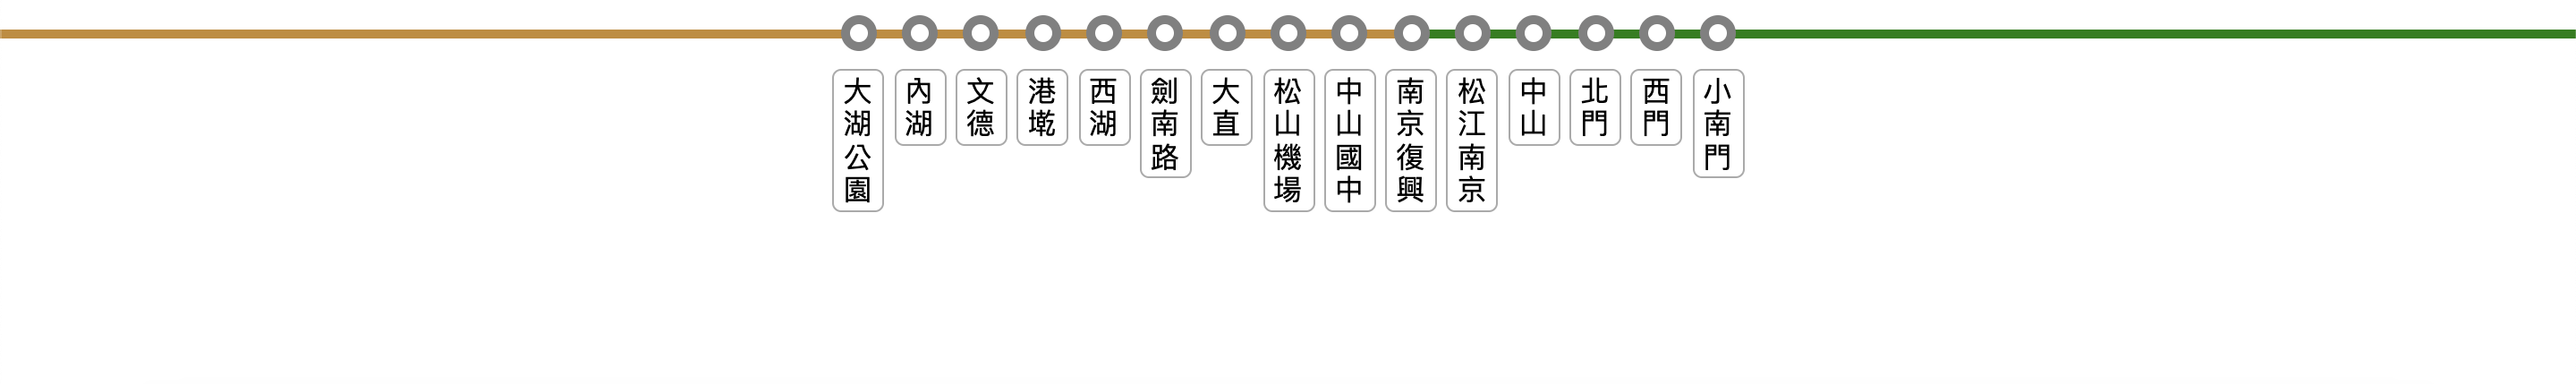 大湖公園
內湖
文德
港墘
西湖
劍南路
大直
松山機場
中山國中
南京復興
松江南京
中山
北門
西門
小南門